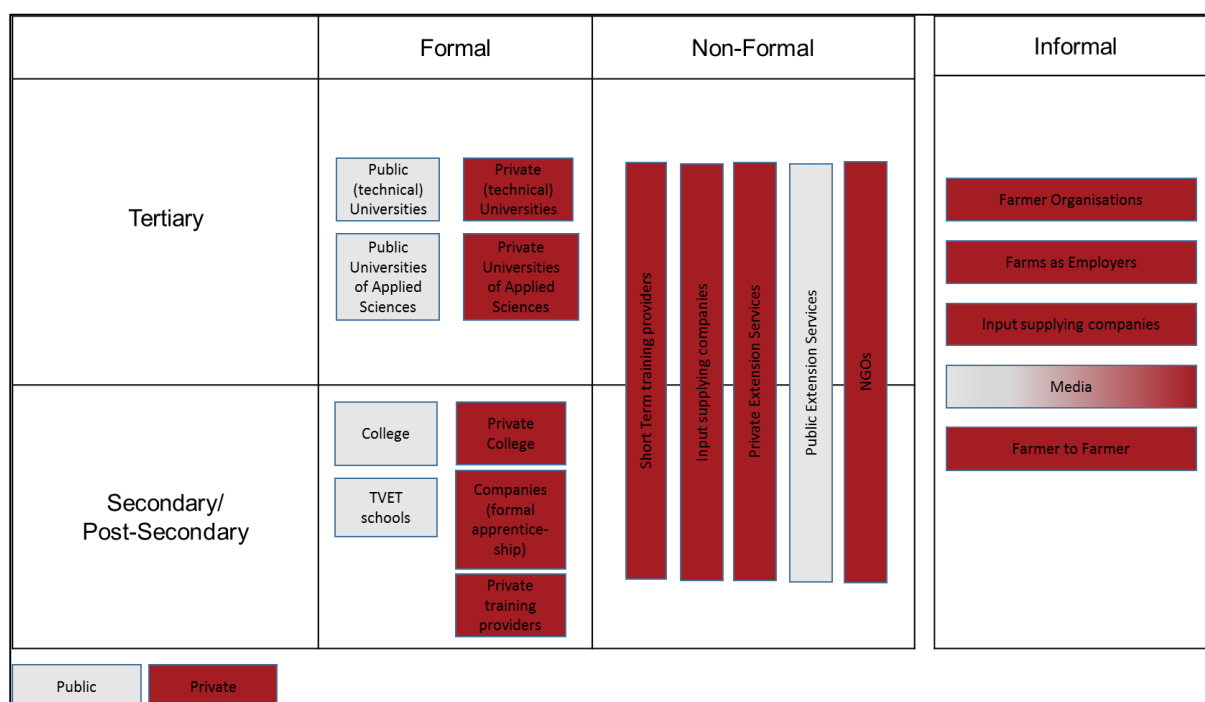 Formal
Non-Formal
Informal
Tertiary
Public
(technical)
Universities
Private
(technical)
Universities
Public
Universities
of Applied
Sciences
Private
Universities
of Applied
Sciences
Secondary/
Post-Secondary
College
Private
College
TVET
schools
Companies
(formal
apprentice-
ship)
Private
training
providers
Short Term training providers
Input supplying companies
Private Extension Services
Public Extension Services
NGOs
Farmer Organisations
Farms as Employers
Input supplying companies
Media
Farmer to Farmer
Public
Private